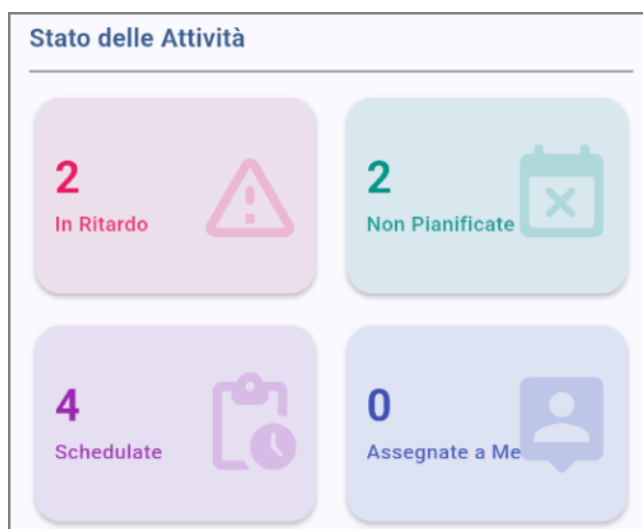 Stato delle Attività
2
In Ritardo
2
Non Pianificate
4
Schedulate
0
Assegnate a Me